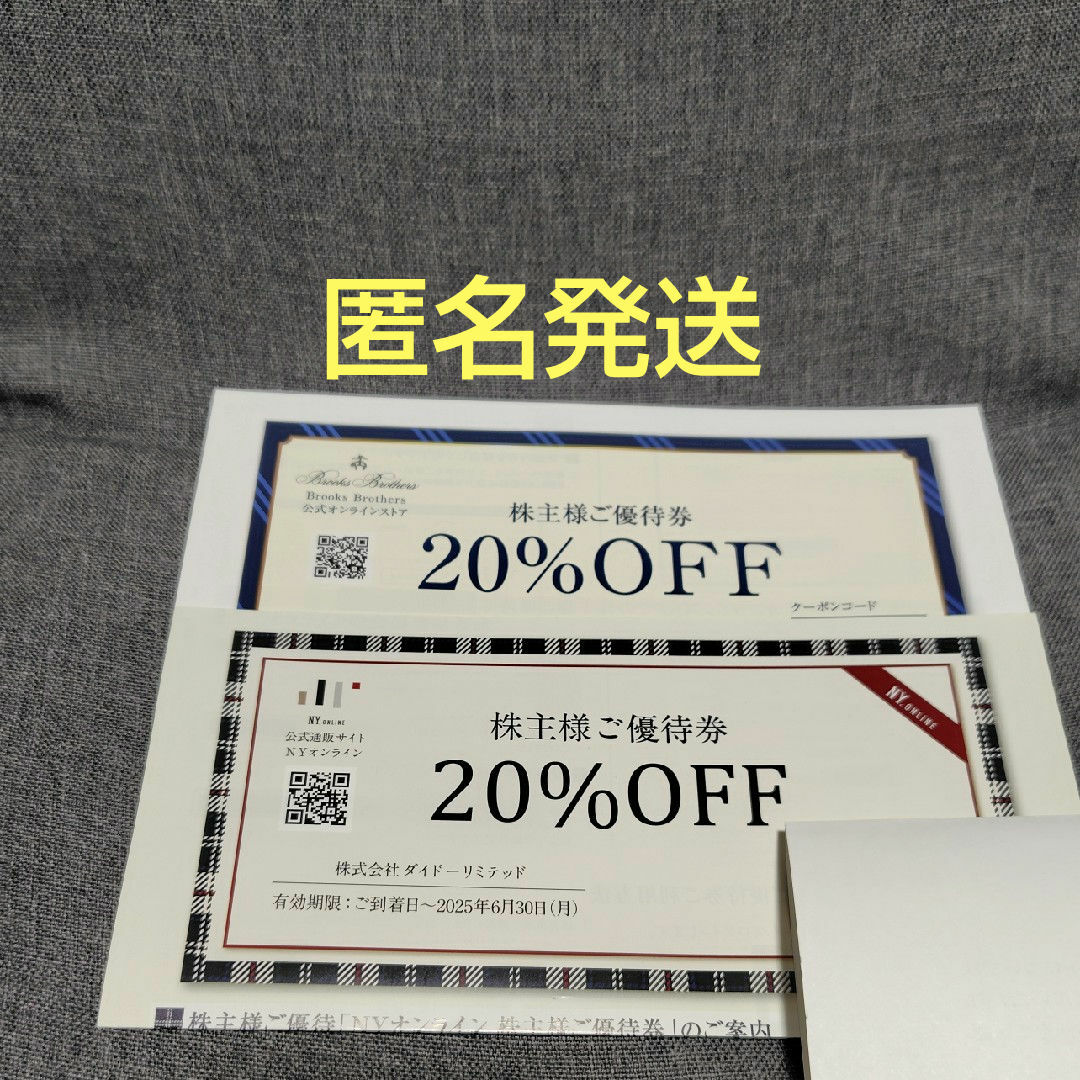 匿名発送
Brooks Brothers
Brooks Brothers
公式オンラインストア
株主様ご優待券
20%OFF
クーポンコード
NY ONLINE
公式通販サイト
NYオンライン
株主様ご優待券
20%OFF
NY.ONLINE
株式会社ダイドーリミテッド
有効期限:ご到着日～2025年6月30日(月)
株主様ご優待「NYオンライン 株主様ご優待券」のご案内